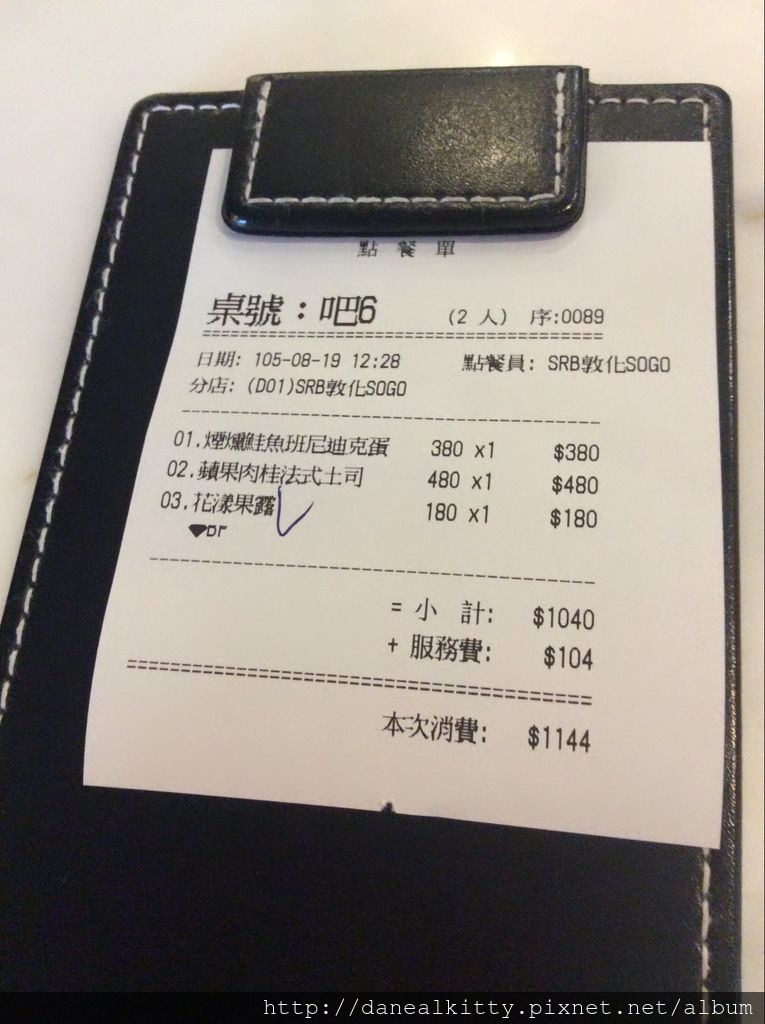 點 餐 單
桌號：吧6 (2 人) 序:0089
日期: 105-08-19 12:28 點餐員: SRB敦化SOGO
分店: (D01)SRB敦化SOGO
01.煙燻鮭魚班尼迪克蛋 380 x1 $380
02.蘋果肉桂法式土司 480 x1 $480
03.花漾果露 180 x1 $180
= 小 計: $1040
+ 服務費: $104
本次消費: $1144
http://danealkitty.pixnet.net/album